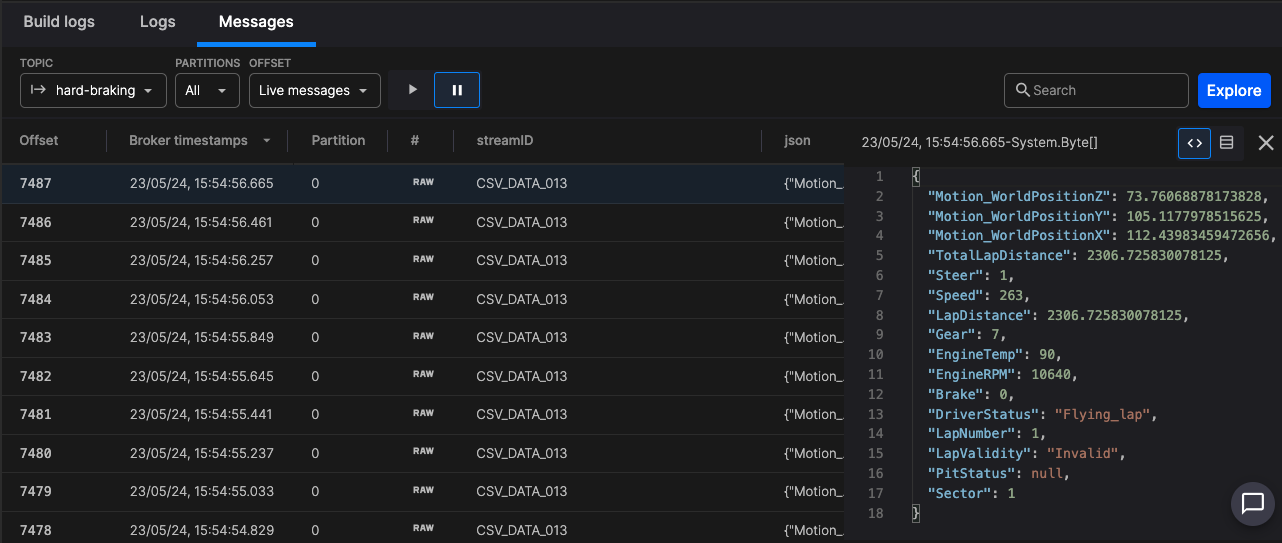 Build logs Logs Messages
TOPIC PARTITIONS OFFSET
hard-braking All Live messages Search Explore
Offset Broker timestamps Partition # streamID json
7487 23/05/24, 15:54:56.665 0 RAW CSV_DATA_013 {"Motion_...
7486 23/05/24, 15:54:56.461 0 RAW CSV_DATA_013 {"Motion_...
7485 23/05/24, 15:54:56.257 0 RAW CSV_DATA_013 {"Motion_...
7484 23/05/24, 15:54:56.053 0 RAW CSV_DATA_013 {"Motion_...
7483 23/05/24, 15:54:55.849 0 RAW CSV_DATA_013 {"Motion_...
7482 23/05/24, 15:54:55.645 0 RAW CSV_DATA_013 {"Motion_...
7481 23/05/24, 15:54:55.441 0 RAW CSV_DATA_013 {"Motion_...
7480 23/05/24, 15:54:55.237 0 RAW CSV_DATA_013 {"Motion_...
7479 23/05/24, 15:54:55.033 0 RAW CSV_DATA_013 {"Motion_...
7478 23/05/24, 15:54:54.829 0 RAW CSV_DATA_013 {"Motion_...
23/05/24, 15:54:56.665-System.Byte[] <>
1 {
2 "Motion_WorldPositionZ": 73.76068878173828,
3 "Motion_WorldPositionY": 105.1177978515625,
4 "Motion_WorldPositionX": 112.43983459472656,
5 "TotalLapDistance": 2306.725830078125,
6 "Steer": 1,
7 "Speed": 263,
8 "LapDistance": 2306.725830078125,
9 "Gear": 7,
10 "EngineTemp": 90,
11 "EngineRPM": 10640,
12 "Brake": 0,
13 "DriverStatus": "Flying_lap",
14 "LapNumber": 1,
15 "LapValidity": "Invalid",
16 "PitStatus": null,
17 "Sector": 1
18 }